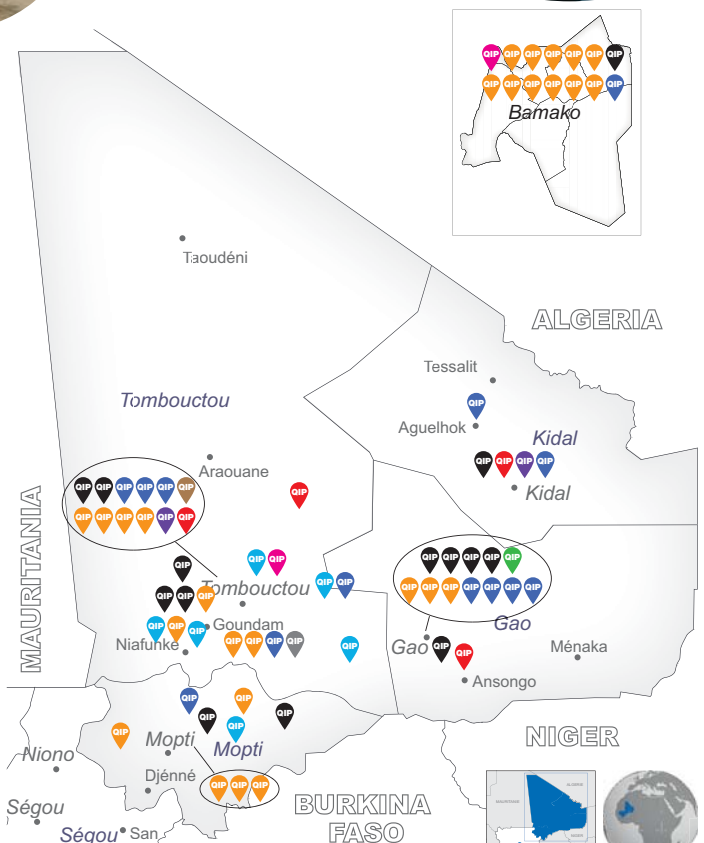 QIP QIP QIP QIP QIP QIP QIP
QIP QIP QIP QIP QIP QIP QIP
Bamako
Taoudéni
ALGERIA
Tessalit
QIP
Aguelhok
Tombouctou
Kidal
QIP QIP QIP QIP
Kidal
Araouane
QIP QIP QIP QIP QIP QIP
QIP QIP QIP QIP QIP QIP
QIP
MAURITANIA
QIP QIP QIP QIP QIP
QIP QIP QIP QIP QIP QIP QIP
Gao
QIP
QIP QIP
QIP QIP
Tombouctou
QIP QIP QIP
Goundam
QIP QIP QIP
Niafunke
QIP QIP QIP QIP
QIP
Gao
QIP
QIP
Ménaka
Ansongo
QIP
QIP
QIP
QIP
QIP
QIP
NIGER
Mopti
Mopti
Niono
Djénné
QIP QIP QIP
BURKINA
FASO
Ségou
Ségou
San